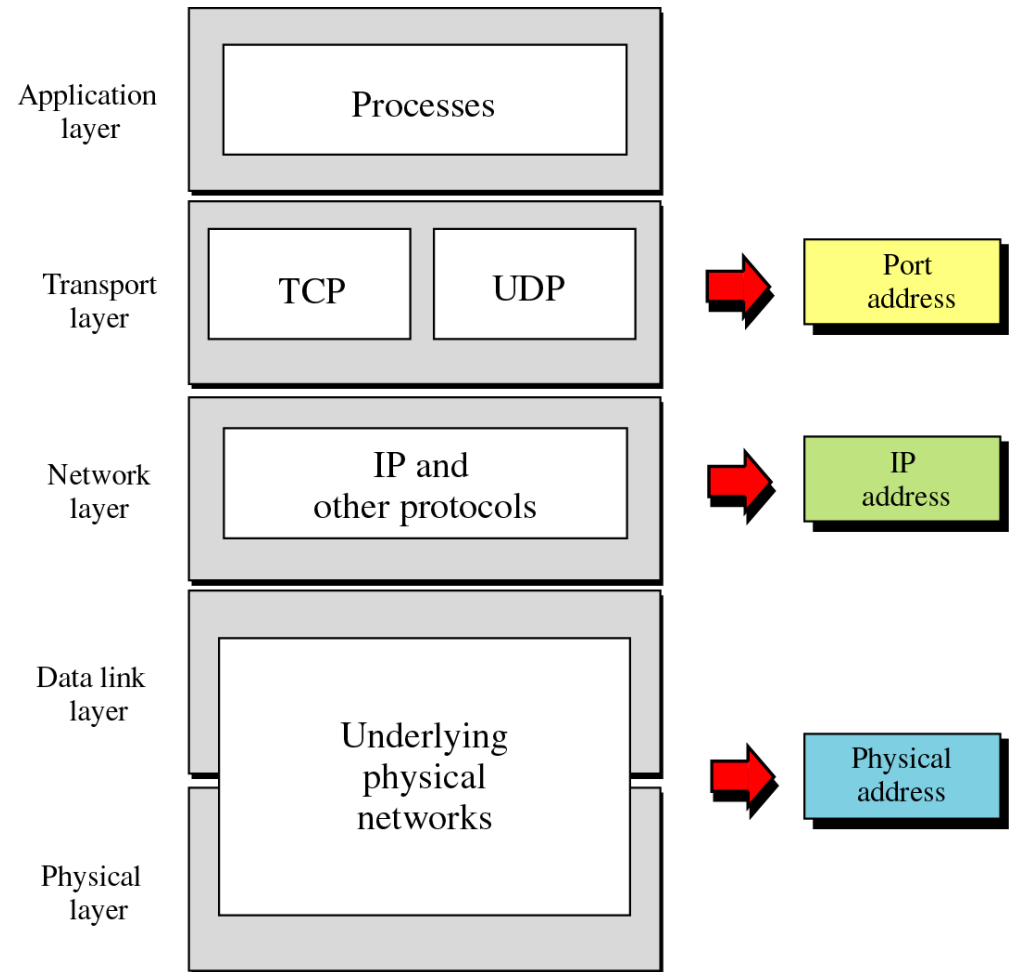 Application
layer
Processes
Transport
layer
TCP
UDP
Port
address
Network
layer
IP and
other protocols
IP
address
Data link
layer
Underlying
physical
networks
Physical
address
Physical
layer